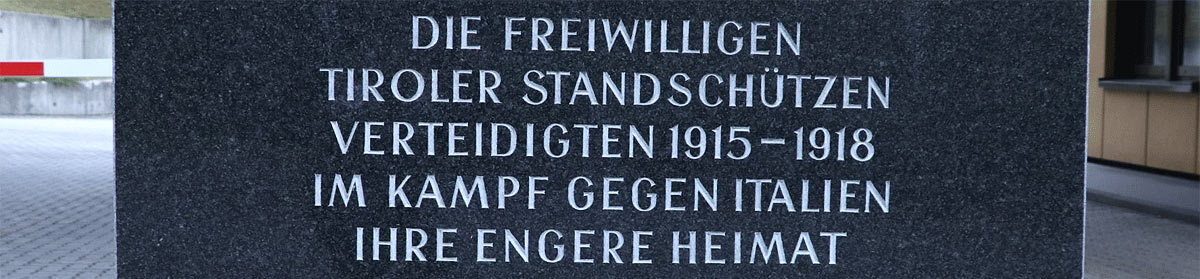 DIE FREIWILLIGEN
TIROLER STANDSCHÜTZEN
VERTEIDIGTEN 1915–1918
IM KAMPF GEGEN ITALIEN
IHRE ENGERE HEIMAT